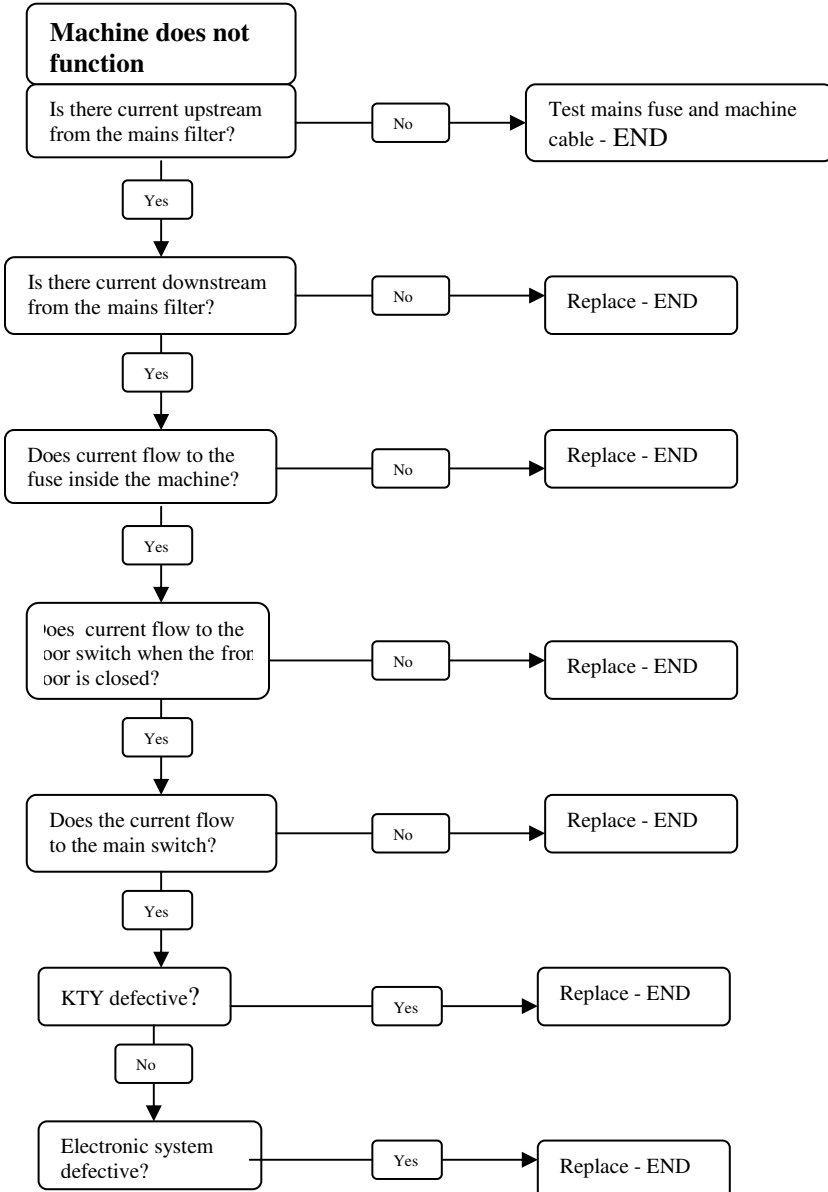 Machine does not
function
Is there current upstream
from the mains filter?
No
Test mains fuse and machine
cable - END
Yes
Is there current downstream
from the mains filter?
No
Replace - END
Yes
Does current flow to the
fuse inside the machine?
No
Replace - END
Yes
oes current flow to the
oor switch when the fron
oor is closed?
No
Replace - END
Yes
Does the current flow
to the main switch?
No
Replace - END
Yes
KTY defective?
Yes
Replace - END
No
Electronic system
defective?
Yes
Replace - END